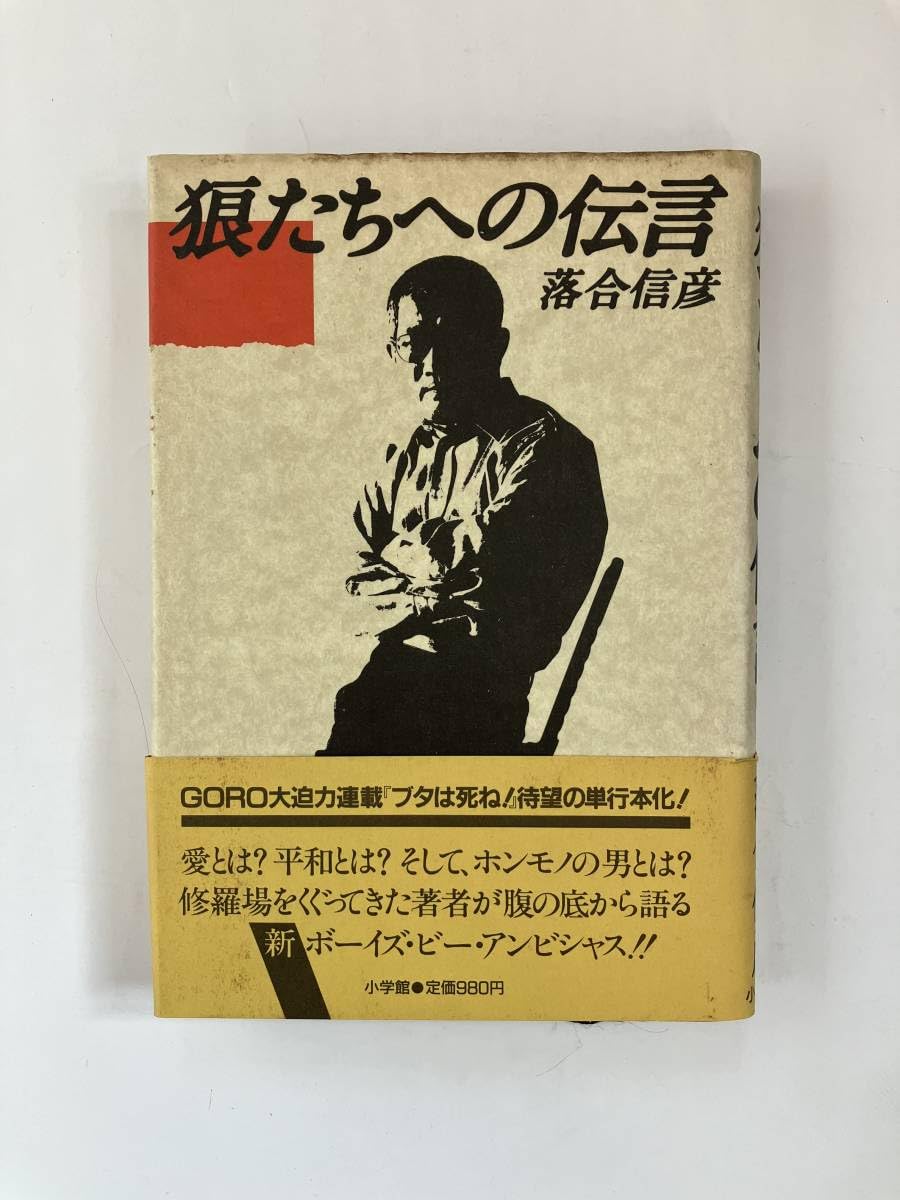 狼たちへの伝言
落合信彦
GORO大迫力連載『ブタは死ね!』待望の単行本化!
愛とは? 平和とは? そして、ホンモノの男とは?
修羅場をくぐってきた著者が腹の底から語る
新 ボーイズ・ビー・アンビシャス!!
小学館●定価980円